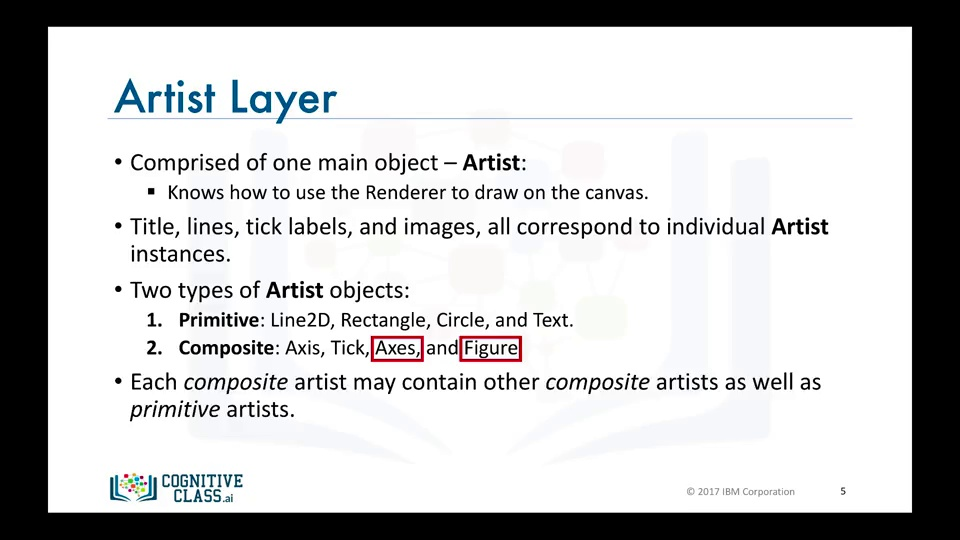 Artist Layer
• Comprised of one main object – Artist:
▪ Knows how to use the Renderer to draw on the canvas.
• Title, lines, tick labels, and images, all correspond to individual Artist
instances.
• Two types of Artist objects:
1. Primitive: Line2D, Rectangle, Circle, and Text.
2. Composite: Axis, Tick, Axes, and Figure
• Each composite artist may contain other composite artists as well as
primitive artists.
COGNITIVE
CLASS.ai
© 2017 IBM Corporation 5